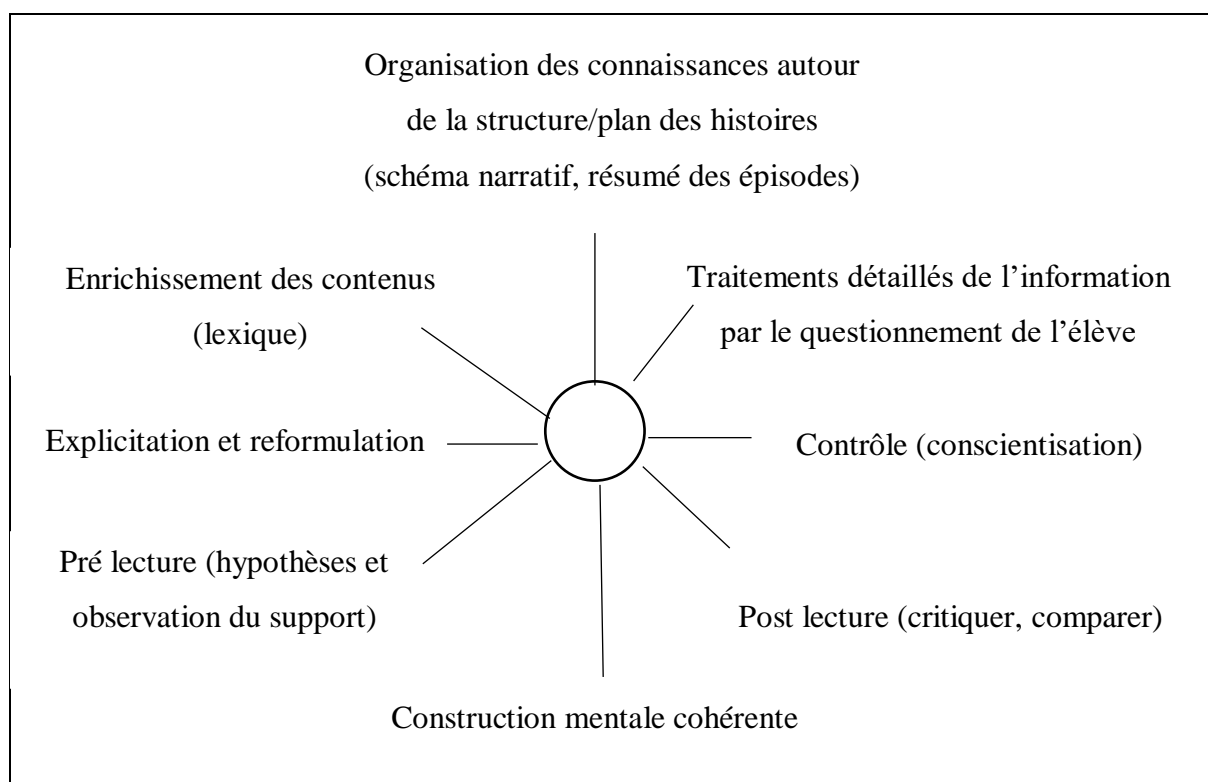 Organisation des connaissances autour
de la structure/plan des histoires
(schéma narratif, résumé des épisodes)
Enrichissement des contenus
(lexique)
Traitements détaillés de l’information
par le questionnement de l’élève
Explicitation et reformulation
Contrôle (conscientisation)
Pré lecture (hypothèses et
observation du support)
Post lecture (critiquer, comparer)
Construction mentale cohérente